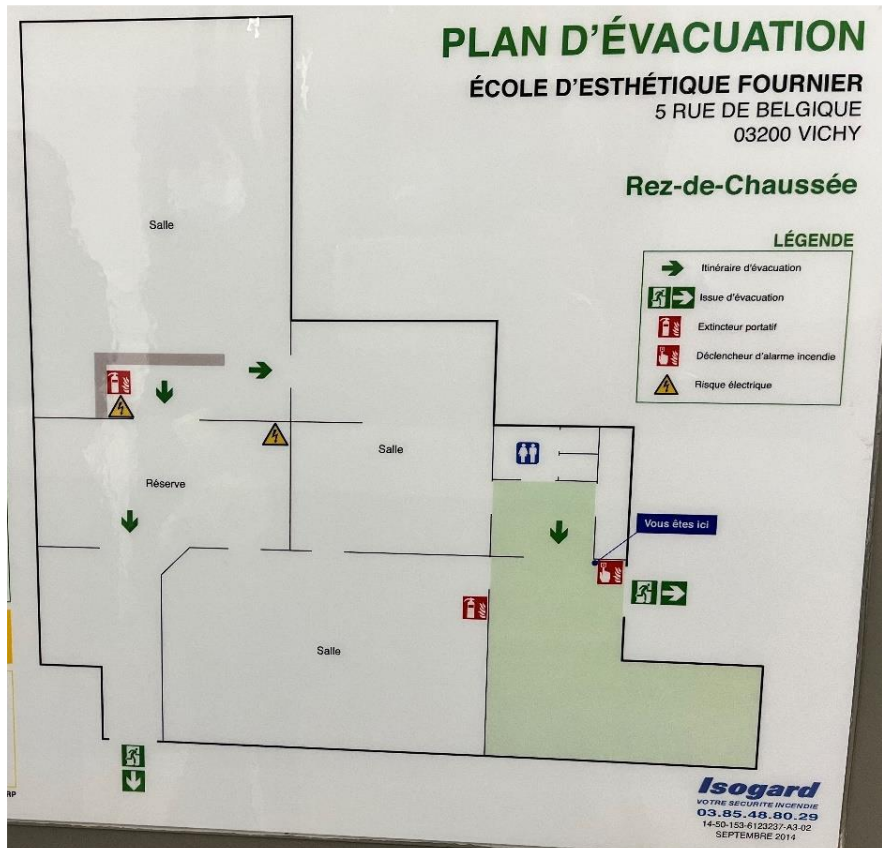 PLAN D'ÉVACUATION
ÉCOLE D'ESTHÉTIQUE FOURNIER
5 RUE DE BELGIQUE
03200 VICHY
Rez-de-Chaussée
LÉGENDE
Itinéraire d'évacuation
Issue d'évacuation
Extincteur portatif
Déclencheur d'alarme incendie
Risque électrique
Salle
Salle
Réserve
Vous êtes ici
Salle
Isogard
VOTRE SÉCURITÉ INCENDIE
03.85.48.80.29
14-50-153-6123237-A3-02
SEPTEMBRE 2014
RP